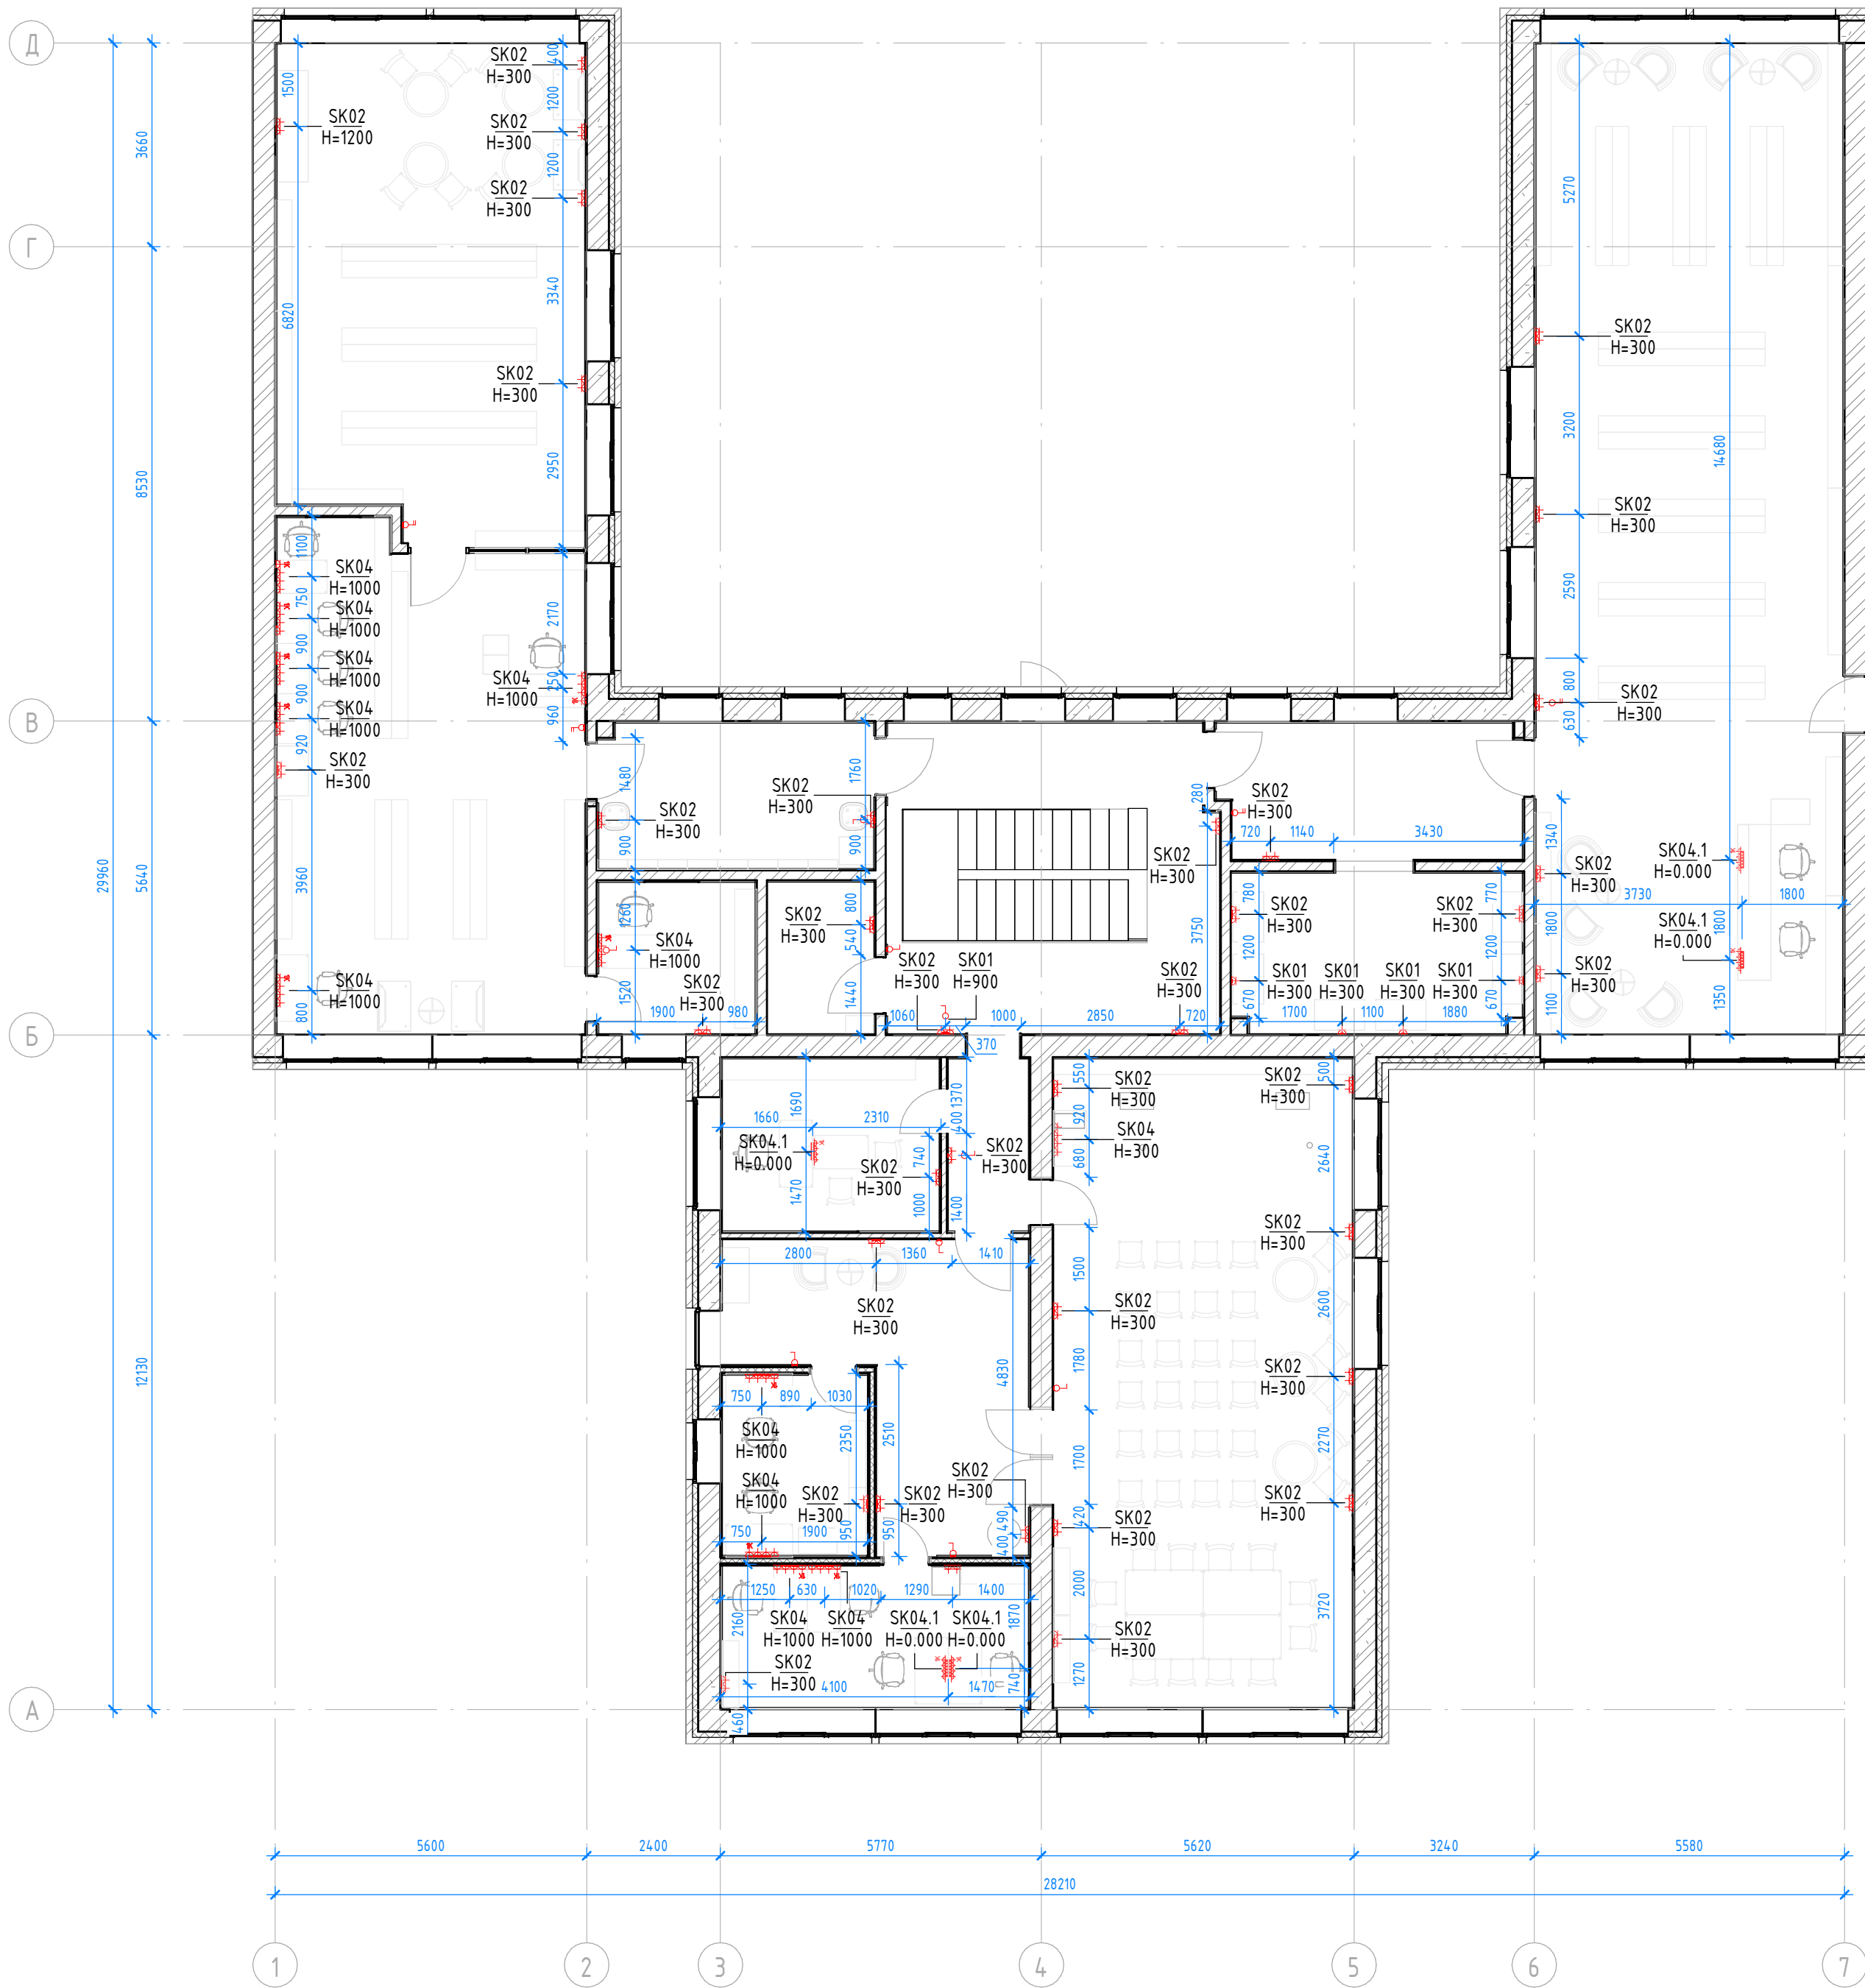 Д
Г
В
Б
А
29960
3660
8530
5640
12130
1500
SK02
H=1200
6820
SK02
H=300
SK02
H=300
SK02
H=300
400
1200
1200
3340
SK02
H=300
2950
1100
SK04
H=1000
750
SK04
H=1000
900
SK04
H=1000
900
SK04
H=1000
920
SK02
H=300
3960
SK04
H=1000
800
2170
SK04
H=1000
250
960
1480
SK02
H=300
900
SK02
H=300
1760
900
1260
SK04
H=1000
1520
SK02
H=300
1900
980
SK02
H=300
800
540
1440
SK02
H=300
SK01
H=900
1060
1000
2850
720
370
SK02
H=300
280
SK02
H=300
3750
SK02
H=300
720
1140
3430
780
SK02
H=300
SK02
H=300
770
1200
1200
SK01
H=300
SK01
H=300
SK01
H=300
SK01
H=300
670
670
1700
1100
1880
5270
SK02
H=300
3200
14680
SK02
H=300
2590
800
SK02
H=300
630
1340
SK02
H=300
SK04.1
H=0.000
3730
1800
1800
1800
SK04.1
H=0.000
SK02
H=300
1100
1350
1690
1660
2310
SK04.1
H=0.000
SK02
H=300
1470
740
1000
1370
400
SK02
H=300
1400
550
SK02
H=300
920
SK04
H=300
680
SK02
H=300
500
2640
SK02
H=300
2800
1360
1410
SK02
H=300
1500
SK02
H=300
2600
4830
1780
SK02
H=300
750
890
1030
SK04
H=1000
2350
2510
SK04
H=1000
SK02
H=300
SK02
H=300
SK02
H=300
1700
2270
SK02
H=300
750
1900
950
950
490
400
420
SK02
H=300
1250
630
1020
1290
1400
2160
SK04
H=1000
SK04
H=1000
SK04.1
H=0.000
SK04.1
H=0.000
1870
SK02
H=300
4100
1470
740
460
2000
SK02
H=300
1270
3720
5600
2400
5770
5620
3240
5580
28210
1
2
3
4
5
6
7